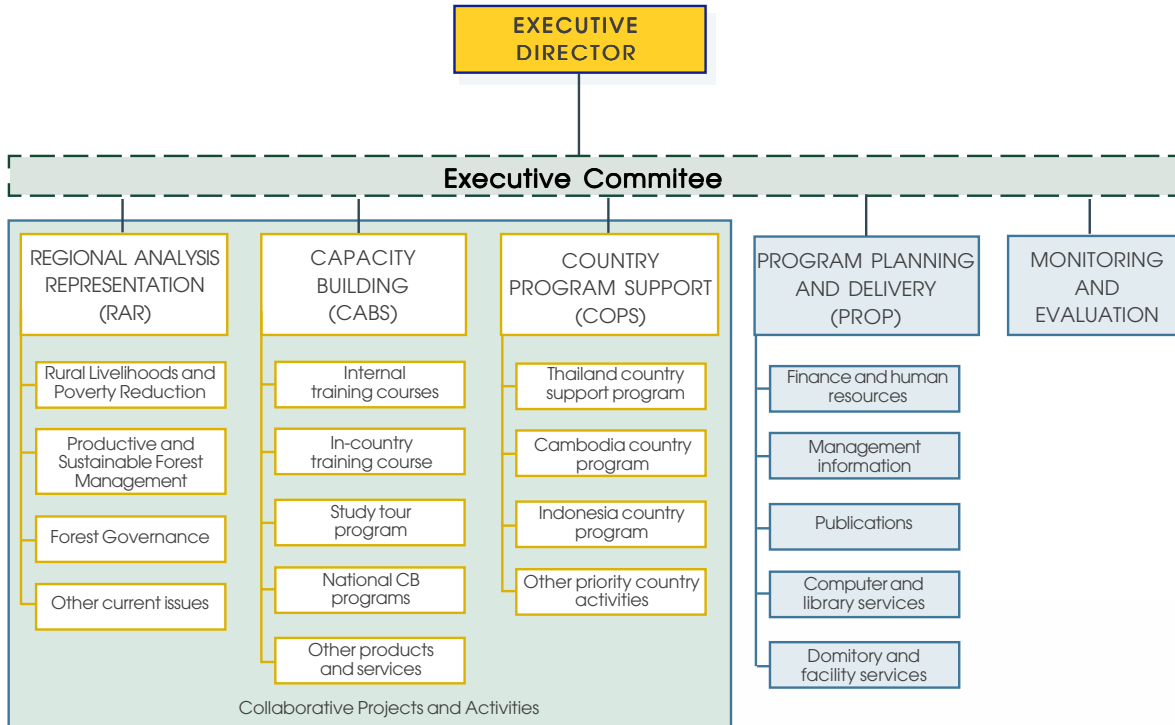 EXECUTIVE
DIRECTOR
Executive Commitee
REGIONAL ANALYSIS
REPRESENTATION
(RAR)
Rural Livelihoods and
Poverty Reduction
Productive and
Sustainable Forest
Management
Forest Governance
Other current issues
CAPACITY
BUILDING
(CABS)
Internal
training courses
In-country
training course
Study tour
program
National CB
programs
Other products
and services
COUNTRY
PROGRAM SUPPORT
(COPS)
Thailand country
support program
Cambodia country
program
Indonesia country
program
Other priority country
activities
Collaborative Projects and Activities
PROGRAM PLANNING
AND DELIVERY
(PROP)
Finance and human
resources
Management
information
Publications
Computer and
library services
Domitory and
facility services
MONITORING
AND
EVALUATION